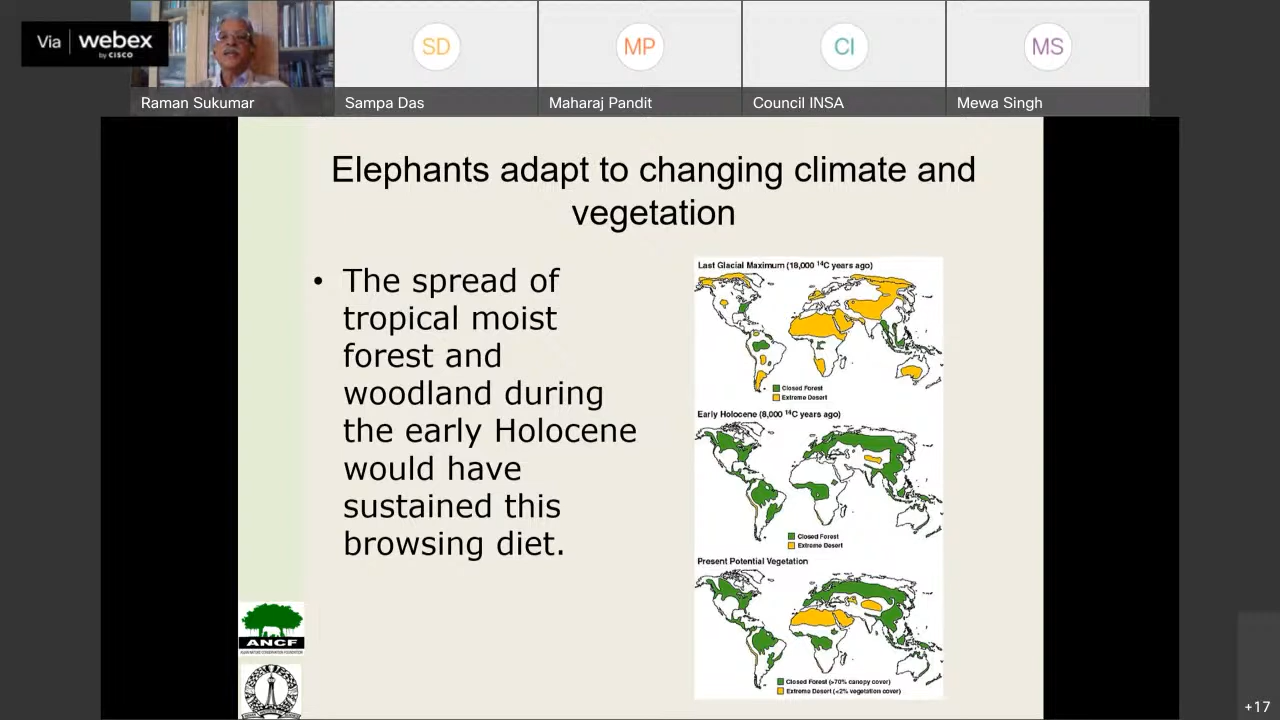 Via | webex
by CISCO
SD
MP
CI
MS
Raman Sukumar
Sampa Das
Maharaj Pandit
Council INSA
Mewa Singh
Elephants adapt to changing climate and
vegetation
• The spread of
tropical moist
forest and
woodland during
the early Holocene
would have
sustained this
browsing diet.
Last Glacial Maximum (18,000 ¹⁴C years ago)
Closed Forest
Extreme Desert
Early Holocene (8,000 ¹⁴C years ago)
Closed Forest
Extreme Desert
Present Potential Vegetation
Closed Forest (>70% canopy cover)
Extreme Desert (<2% vegetation cover)
ANCF
ASIAN NATURE CONSERVATION FOUNDATION
+17